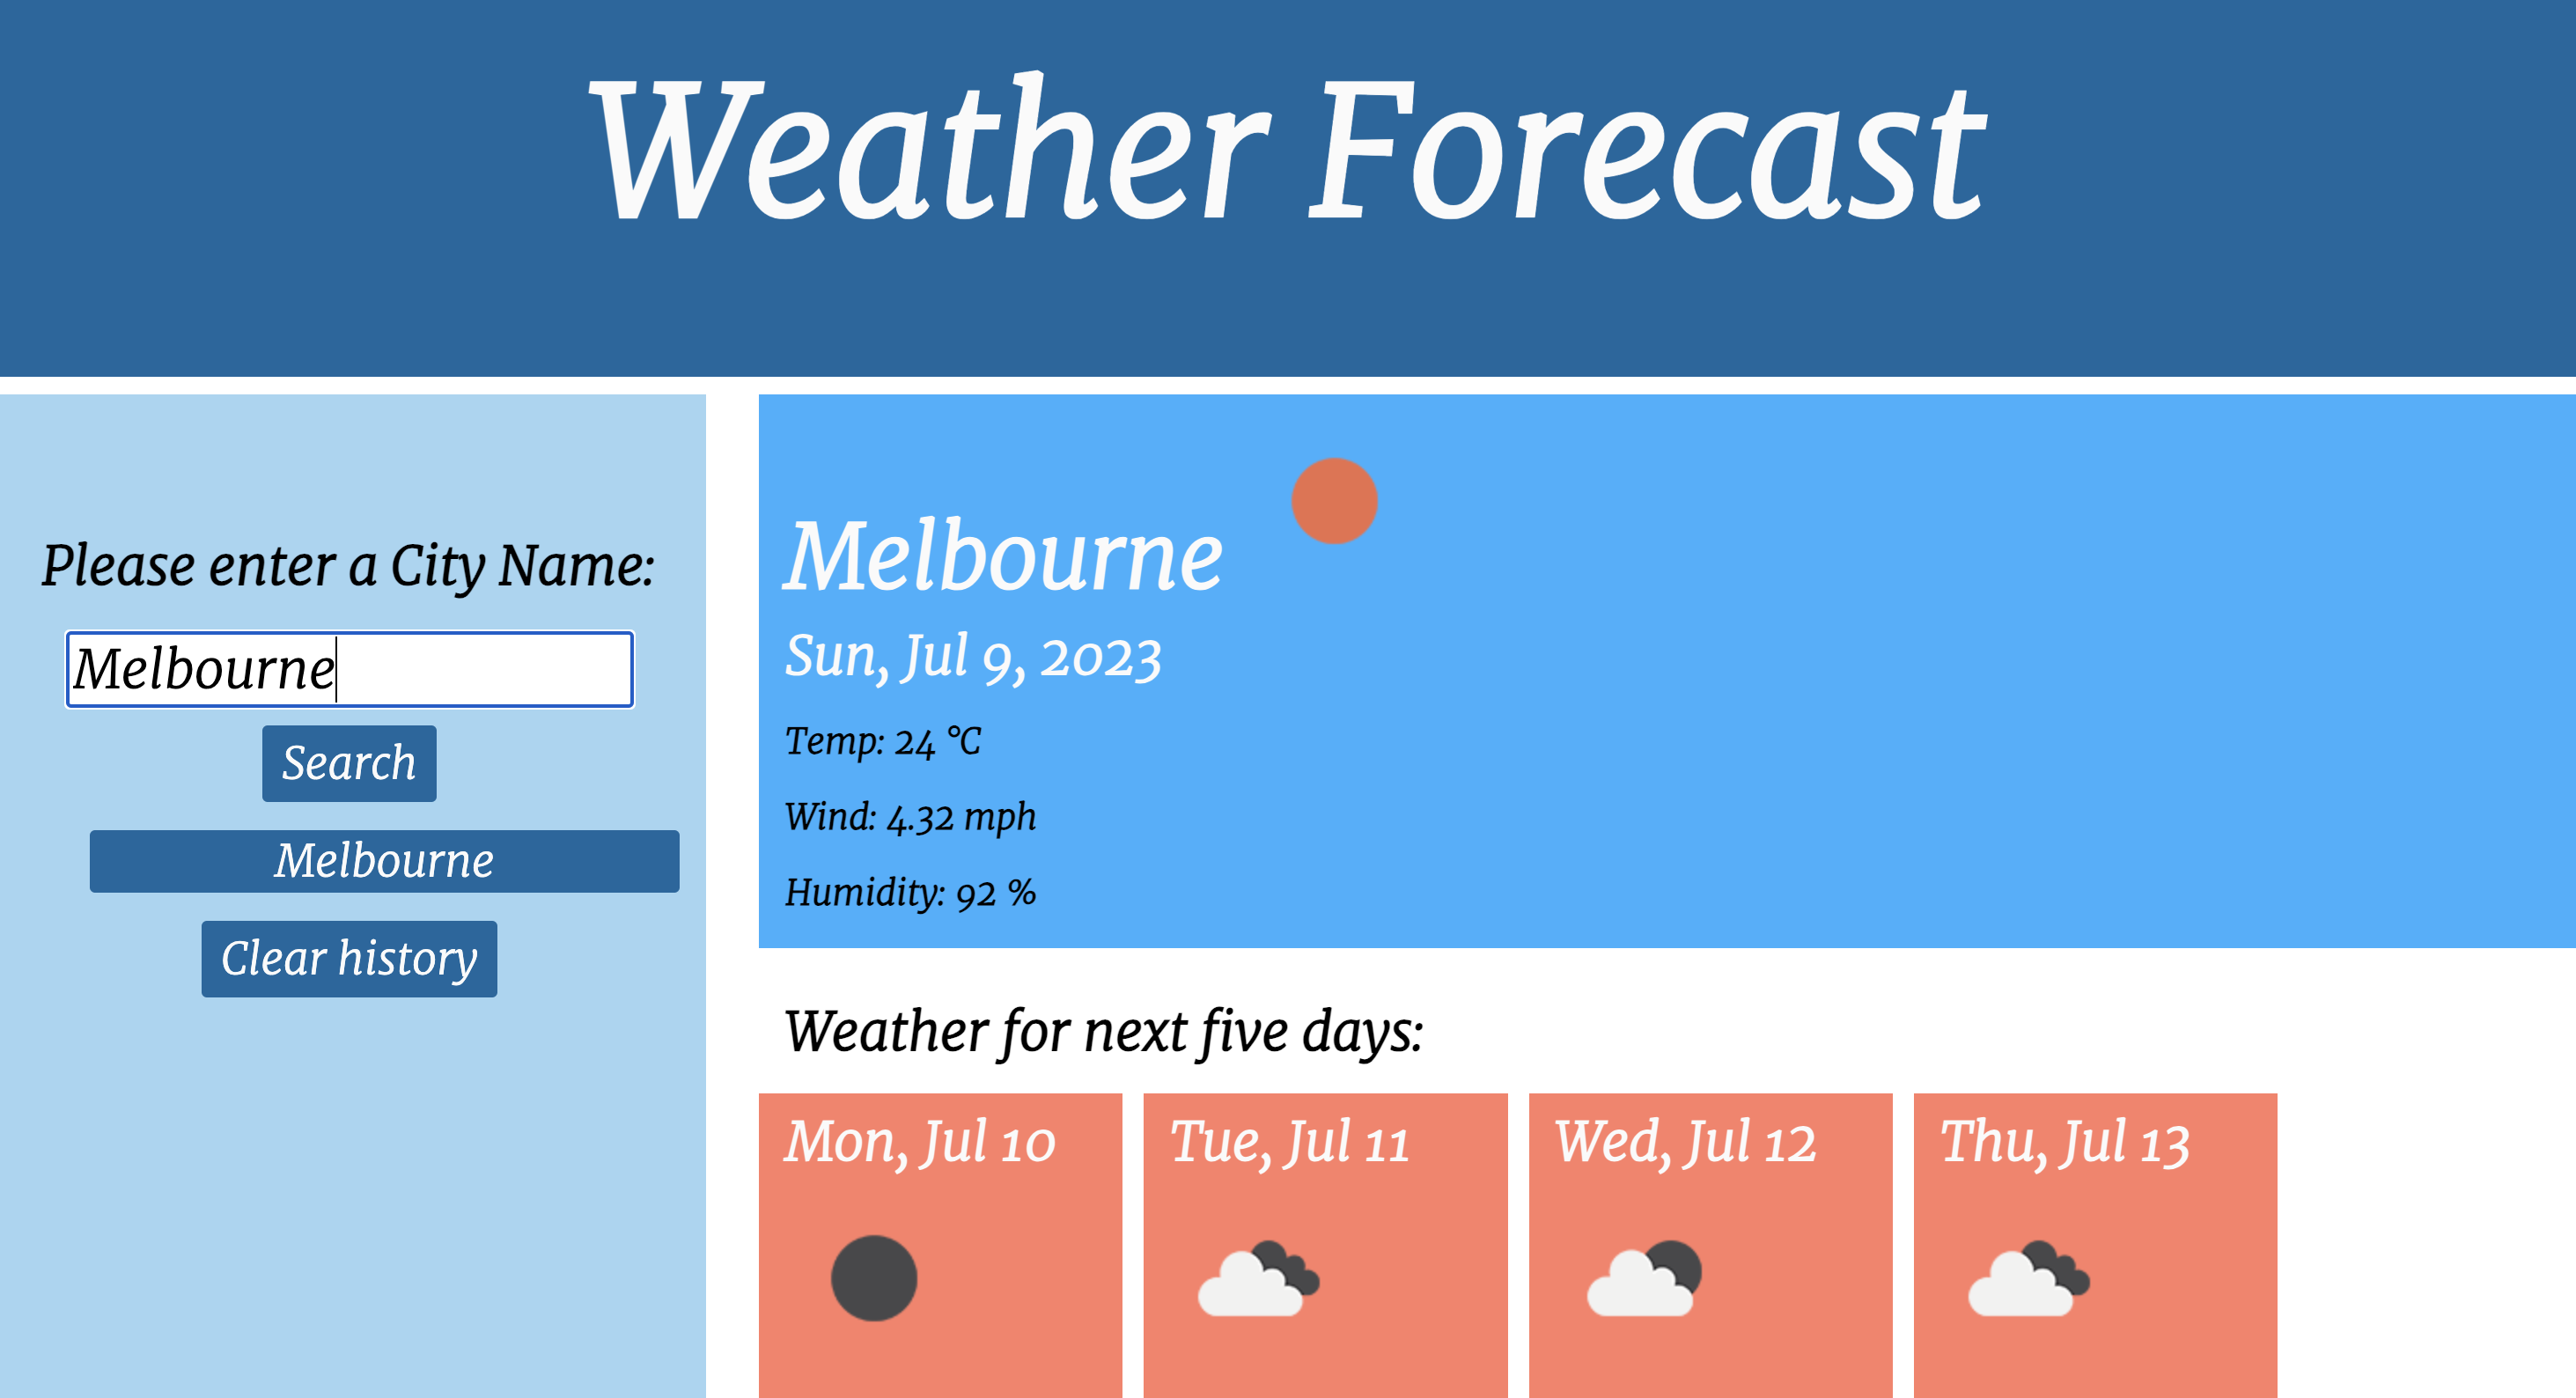 Weather Forecast
Please enter a City Name:
Melbourne
Search
Melbourne
Clear history
Melbourne
Sun, Jul 9, 2023
Temp: 24 °C
Wind: 4.32 mph
Humidity: 92 %
Weather for next five days:
Mon, Jul 10
Tue, Jul 11
Wed, Jul 12
Thu, Jul 13